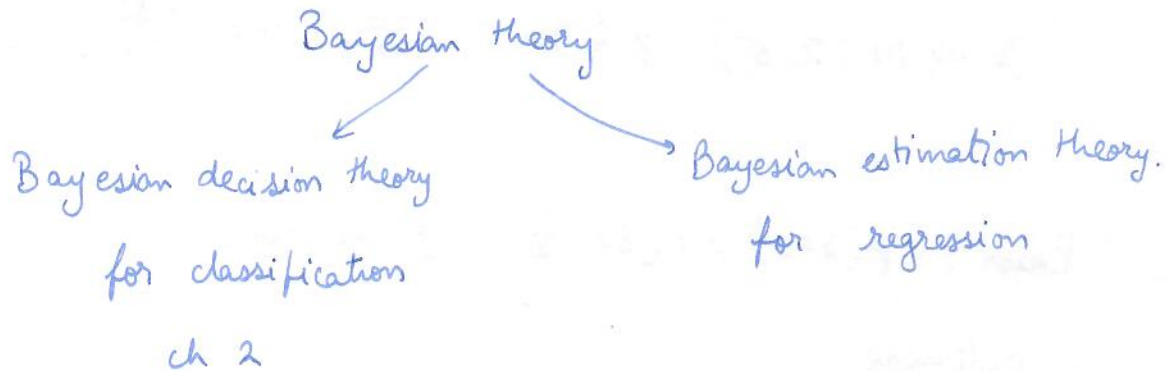 Bayesian theory
Bayesian decision theory
for classification
ch 2
Bayesian estimation theory.
for regression